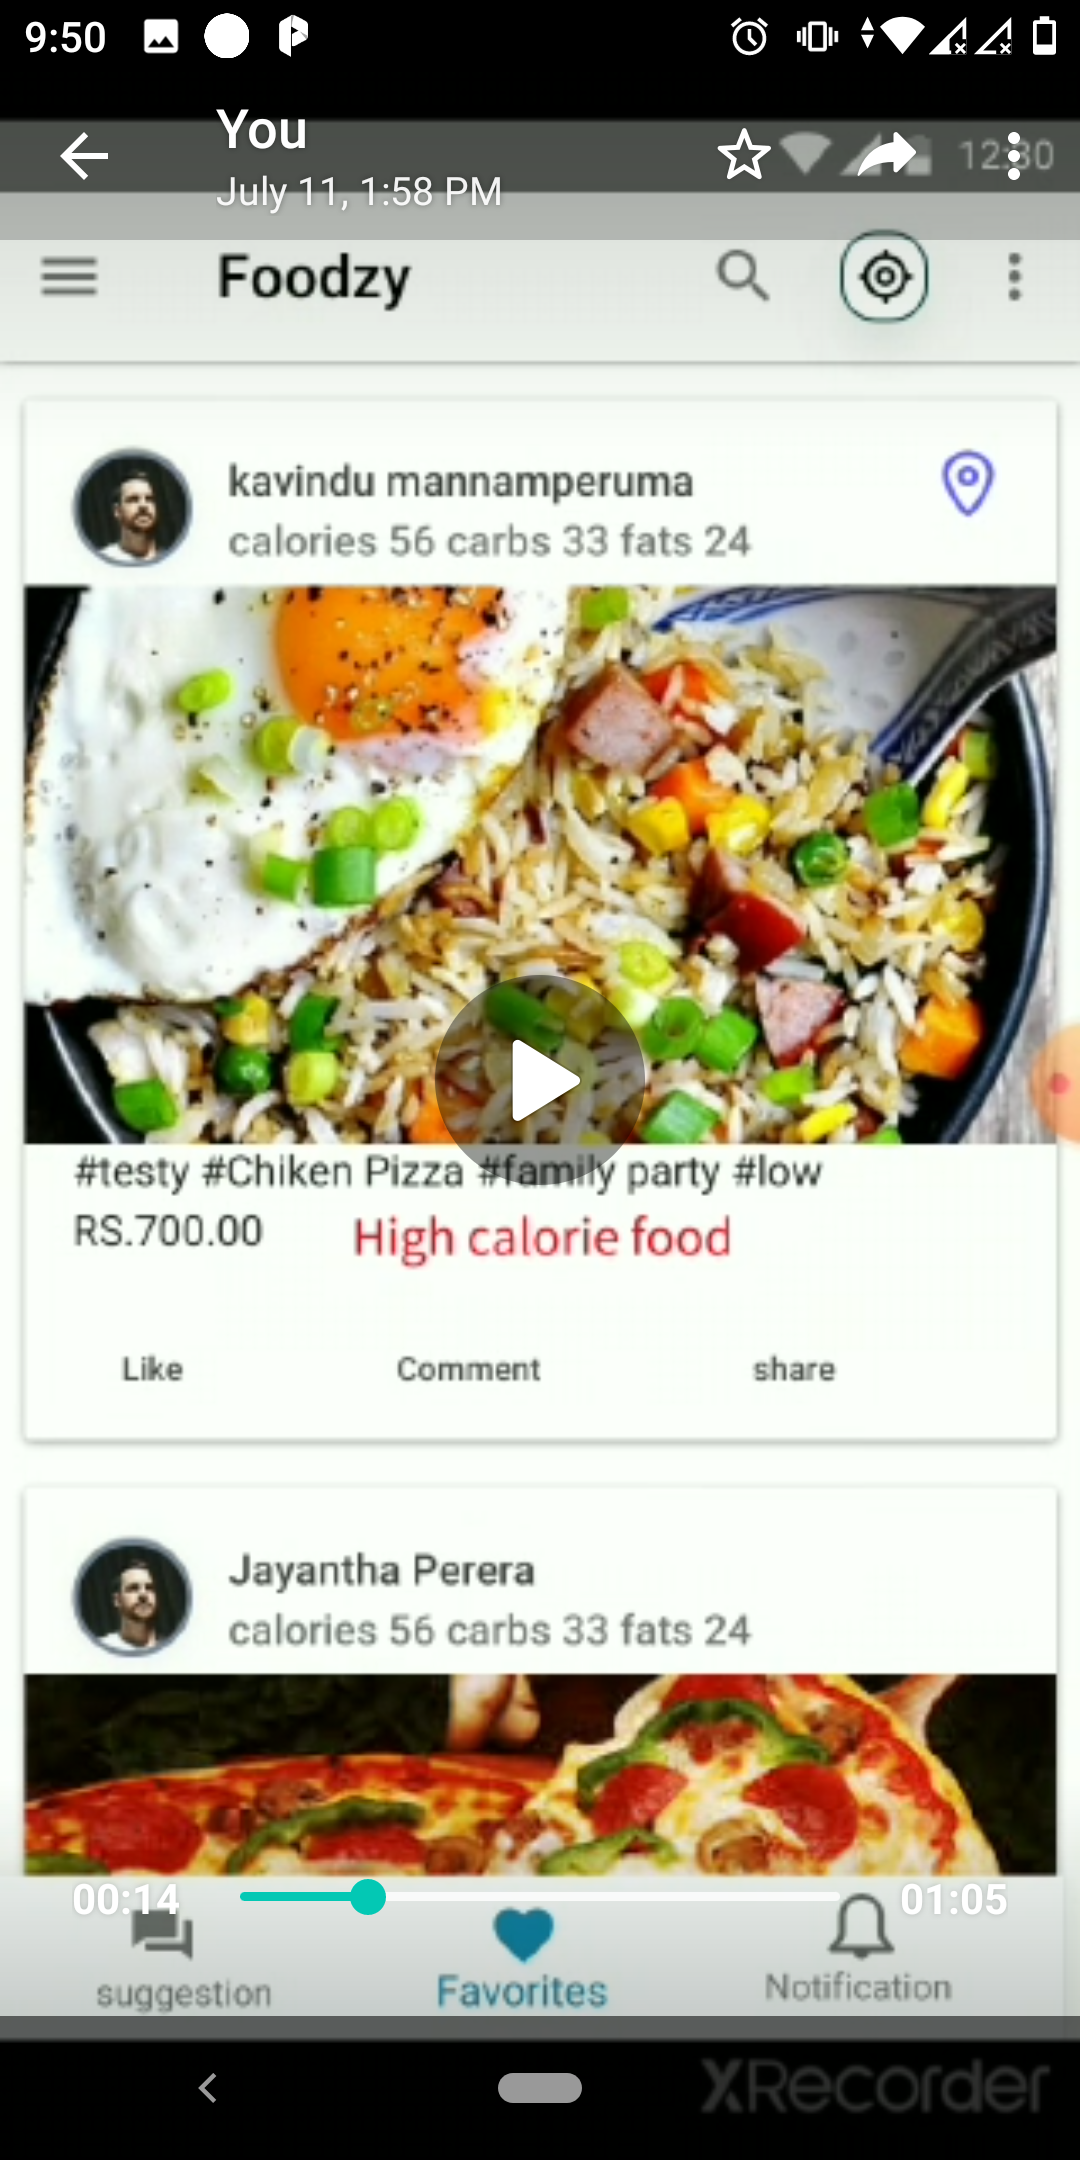 9:50
You
July 11, 1:58 PM
12:30
Foodzy
kavindu mannamperuma
calories 56 carbs 33 fats 24
#testy #Chiken Pizza #family party #low
RS.700.00
High calorie food
Like
Comment
share
Jayantha Perera
calories 56 carbs 33 fats 24
00:14
01:05
suggestion
Favorites
Notification
XRecorder